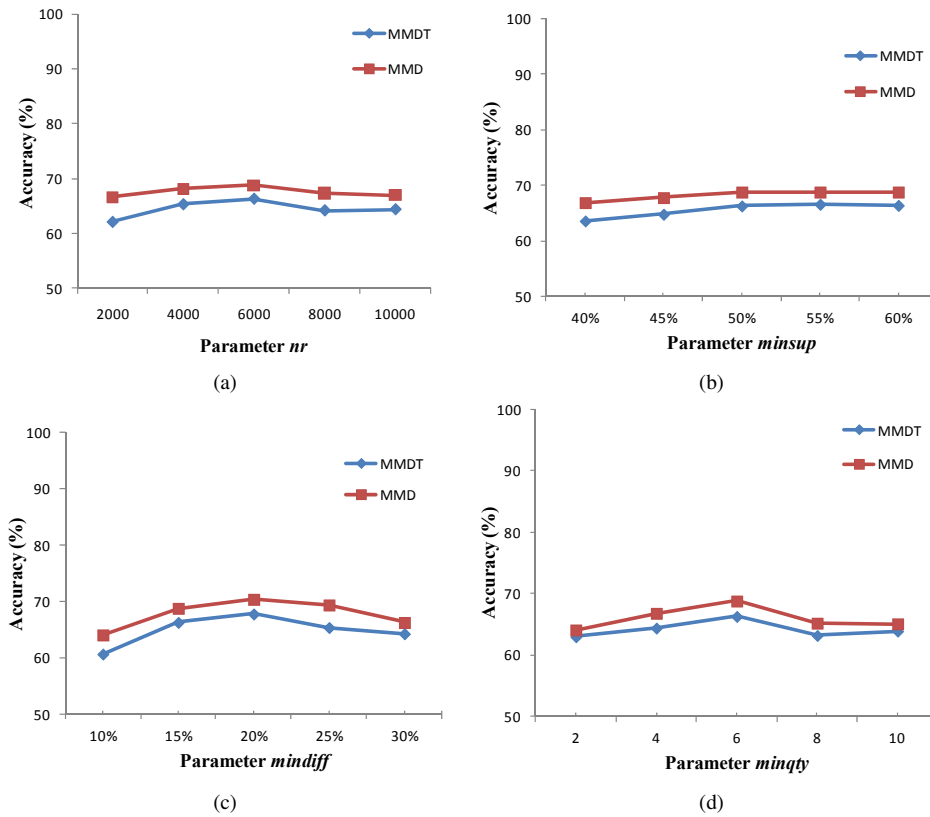 100
90
80
70
60
50
Accuracy (%)
MMDT
MMD
2000 4000 6000 8000 10000
Parameter nr
(a)
100
90
80
70
60
50
Accuracy (%)
MMDT
MMD
40% 45% 50% 55% 60%
Parameter minsup
(b)
100
90
80
70
60
50
Accuracy (%)
MMDT
MMD
10% 15% 20% 25% 30%
Parameter mindiff
(c)
100
90
80
70
60
50
Accuracy (%)
MMDT
MMD
2 4 6 8 10
Parameter minqty
(d)